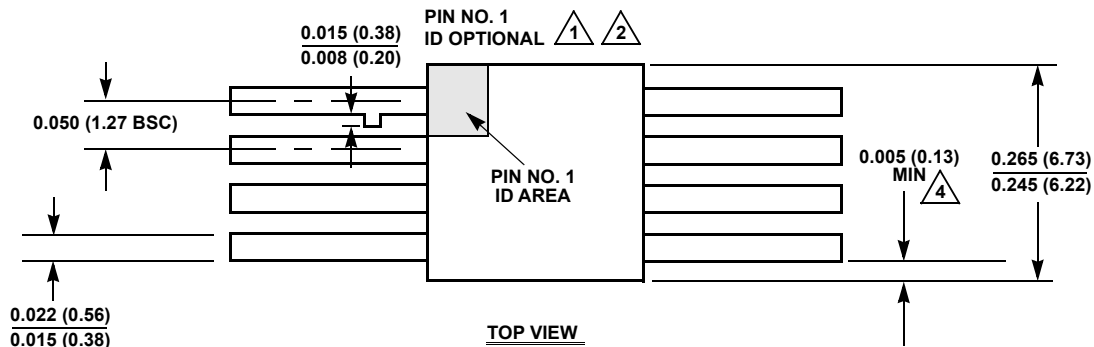 PIN NO. 1
ID OPTIONAL 1 2
0.015 (0.38)
0.008 (0.20)
0.050 (1.27 BSC)
PIN NO. 1
ID AREA
0.005 (0.13)
MIN 4
0.265 (6.73)
0.245 (6.22)
0.022 (0.56)
0.015 (0.38)
TOP VIEW